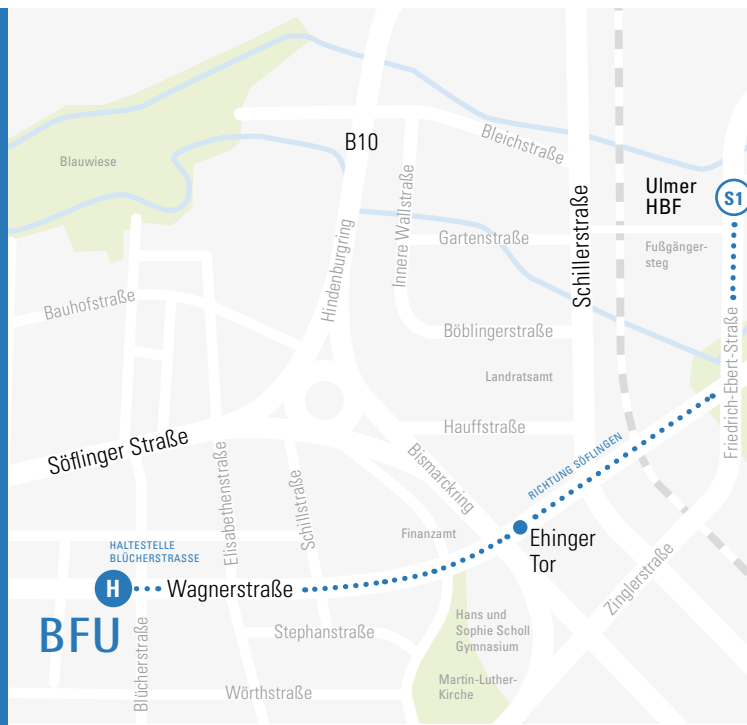 B10
Bleichstraße
Blauwiese
Innere Wallstraße
Schillerstraße
Ulmer
HBF
S1
Gartenstraße
Fußgänger-
steg
Hindenburgring
Bauhofstraße
Böblingerstraße
Friedrich-Ebert-Straße
Landratsamt
Hauffstraße
Söflinger Straße
Bismarckring
RICHTUNG SÖFLINGEN
Elisabethenstraße
Schillstraße
Finanzamt
Ehinger
Tor
HALTESTELLE
BLÜCHERSTRASSE
H
Wagnerstraße
Zinglerstraße
BFU
Blücherstraße
Stephanstraße
Hans und
Sophie Scholl
Gymnasium
Wörthstraße
Martin-Luther-
Kirche